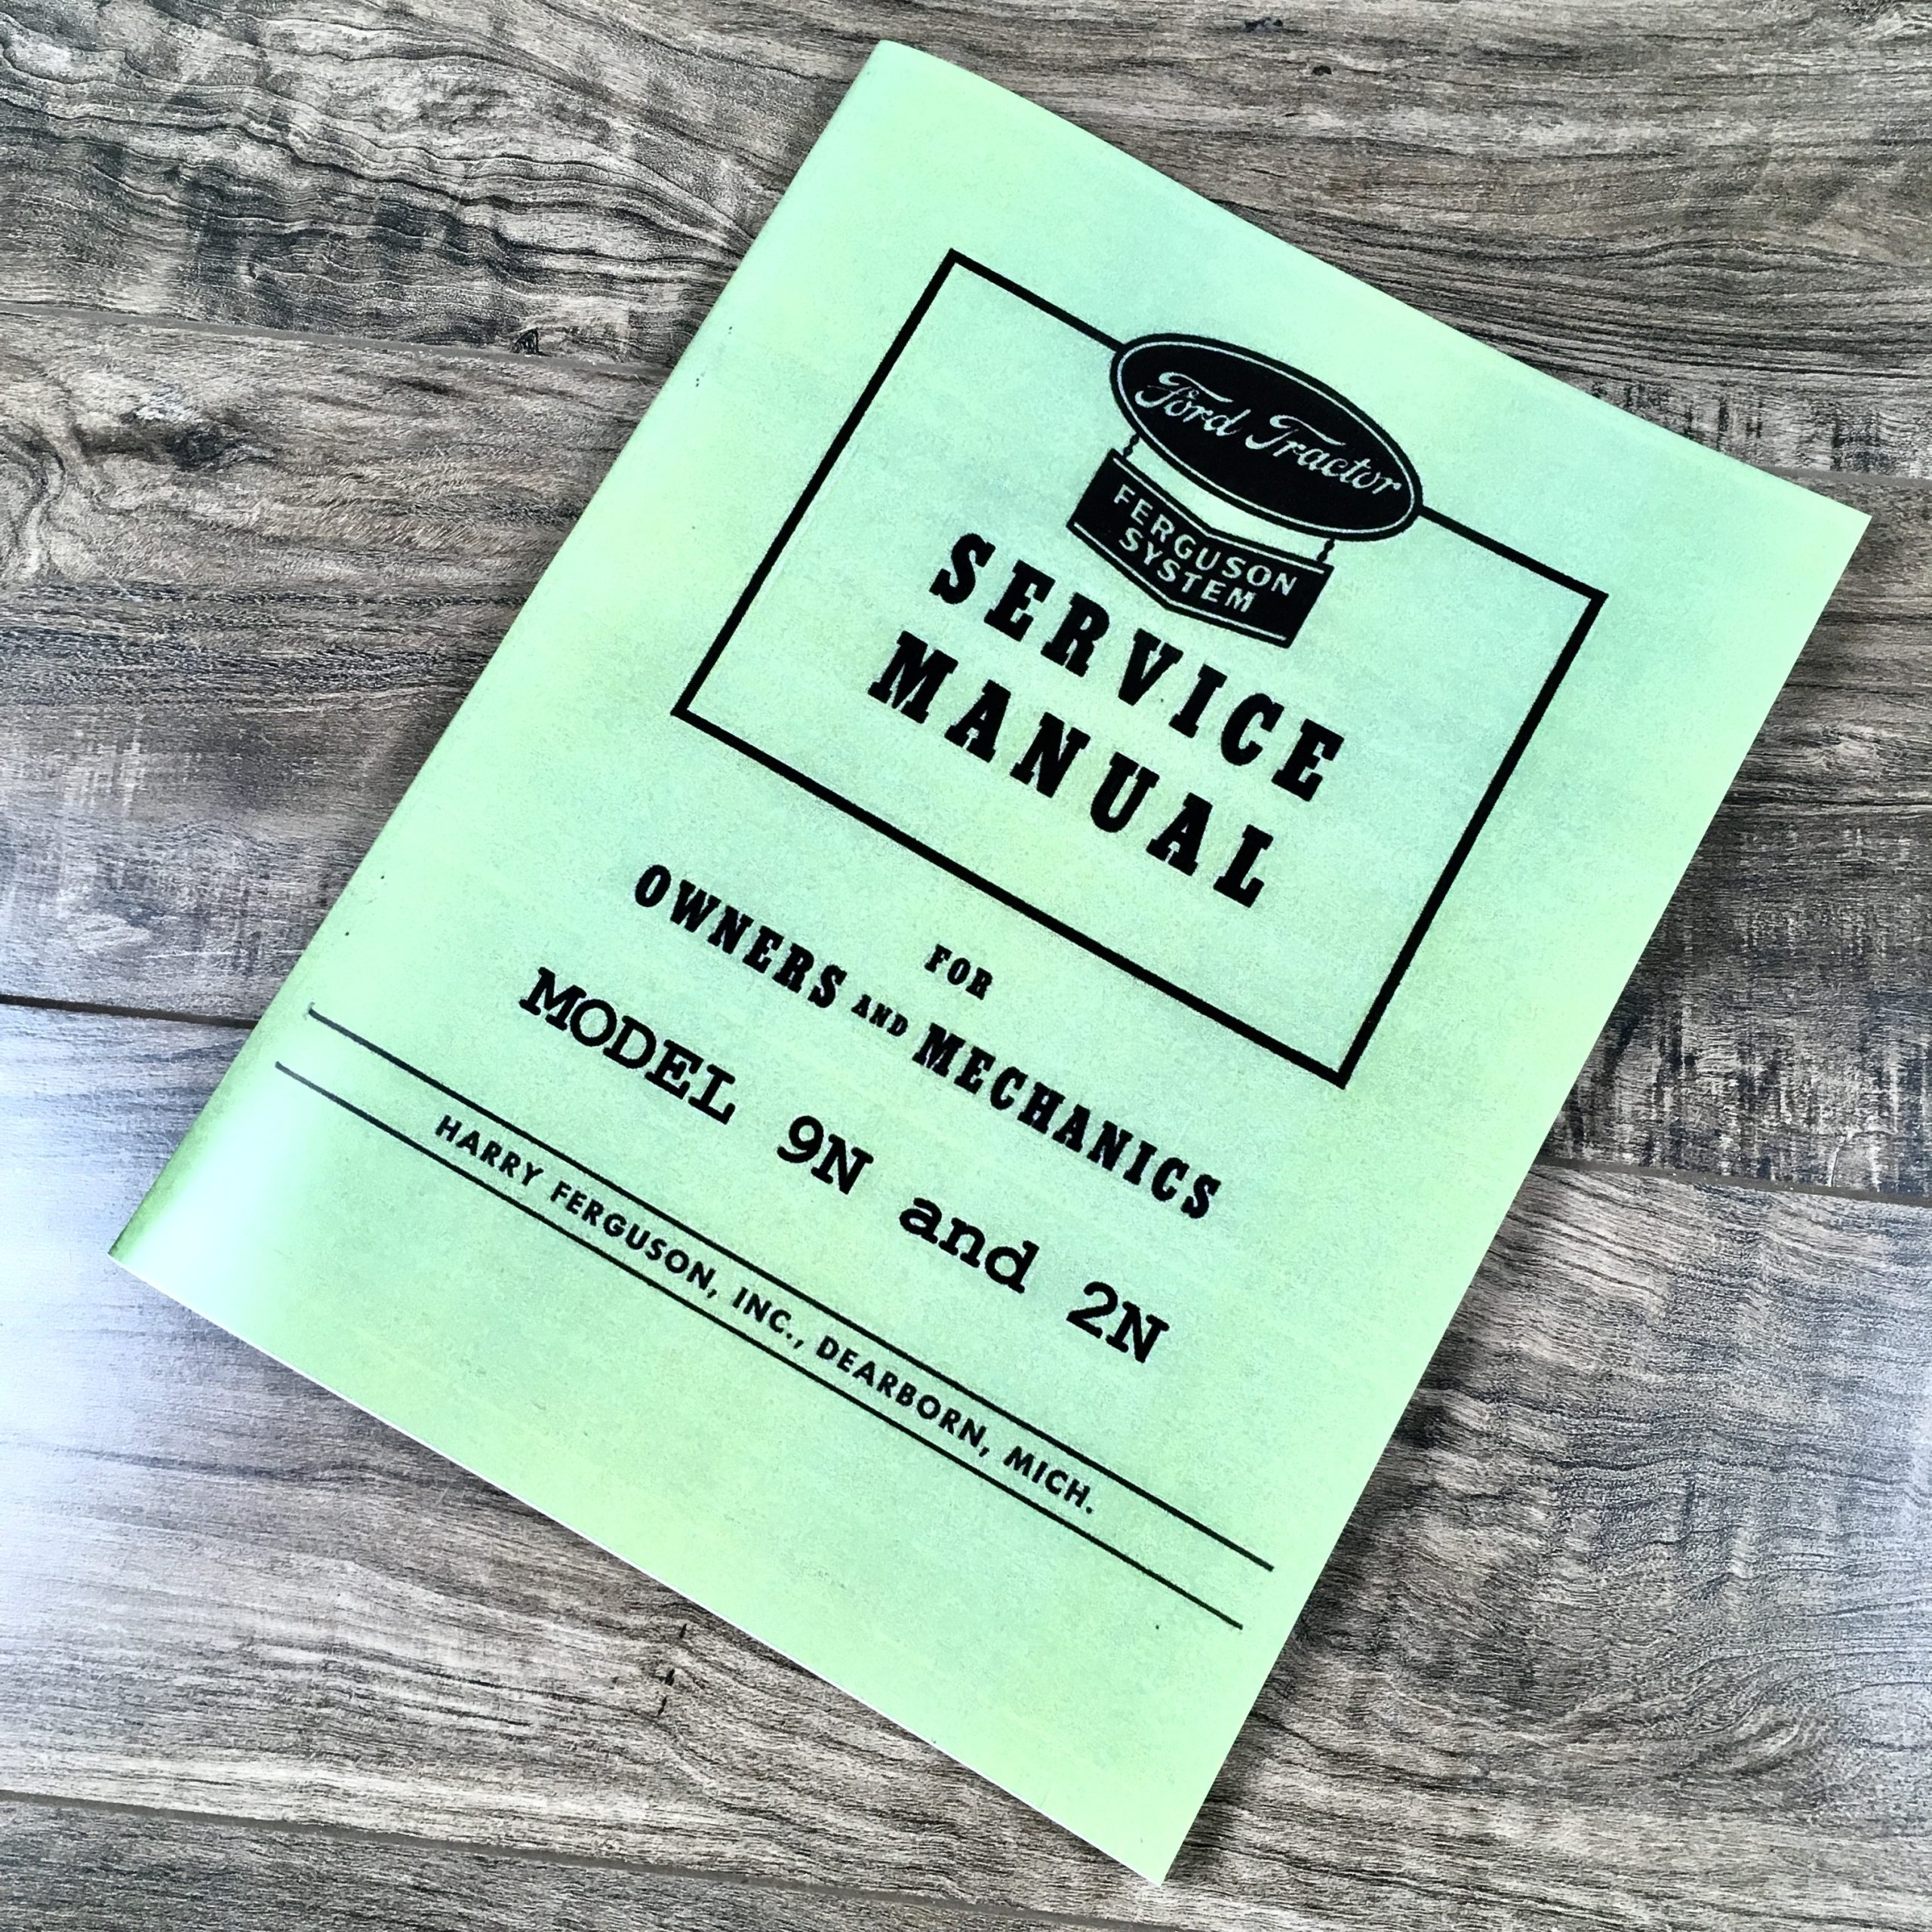 Ford Tractor
FERGUSON
SYSTEM
SERVICE
MANUAL
FOR
OWNERS AND MECHANICS
MODEL 9N and 2N
HARRY FERGUSON, INC., DEARBORN, MICH.